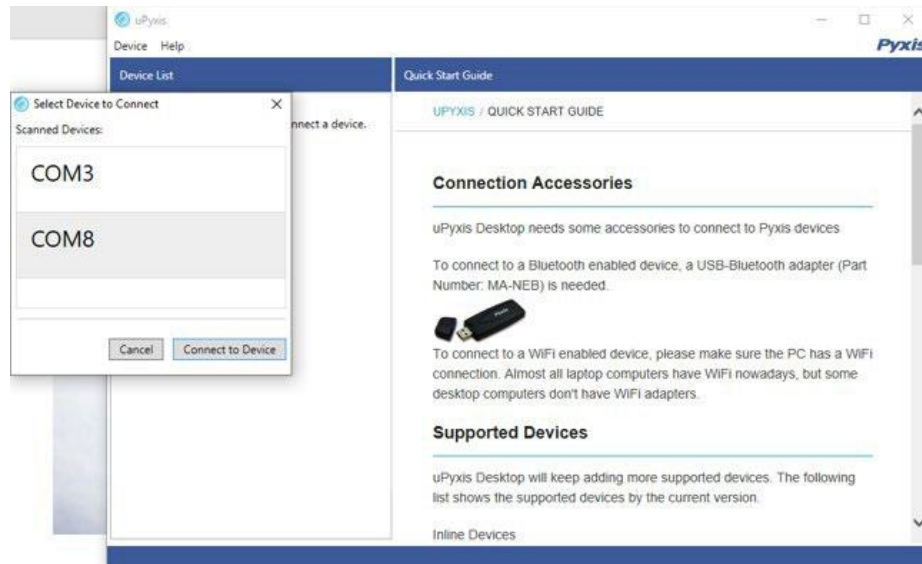 uPyxis
Device Help
Pyxis
Device List
Quick Start Guide
Select Device to Connect
Scanned Devices:
COM3
COM8
Cancel
Connect to Device
nnect a device.
UPYXIS / QUICK START GUIDE
Connection Accessories
uPyxis Desktop needs some accessories to connect to Pyxis devices
To connect to a Bluetooth enabled device, a USB-Bluetooth adapter (Part
Number: MA-NEB) is needed.
To connect to a WiFi enabled device, please make sure the PC has a WiFi
connection. Almost all laptop computers have WiFi nowadays, but some
desktop computers don't have WiFi adapters.
Supported Devices
uPyxis Desktop will keep adding more supported devices. The following
list shows the supported devices by the current version.
Inline Devices